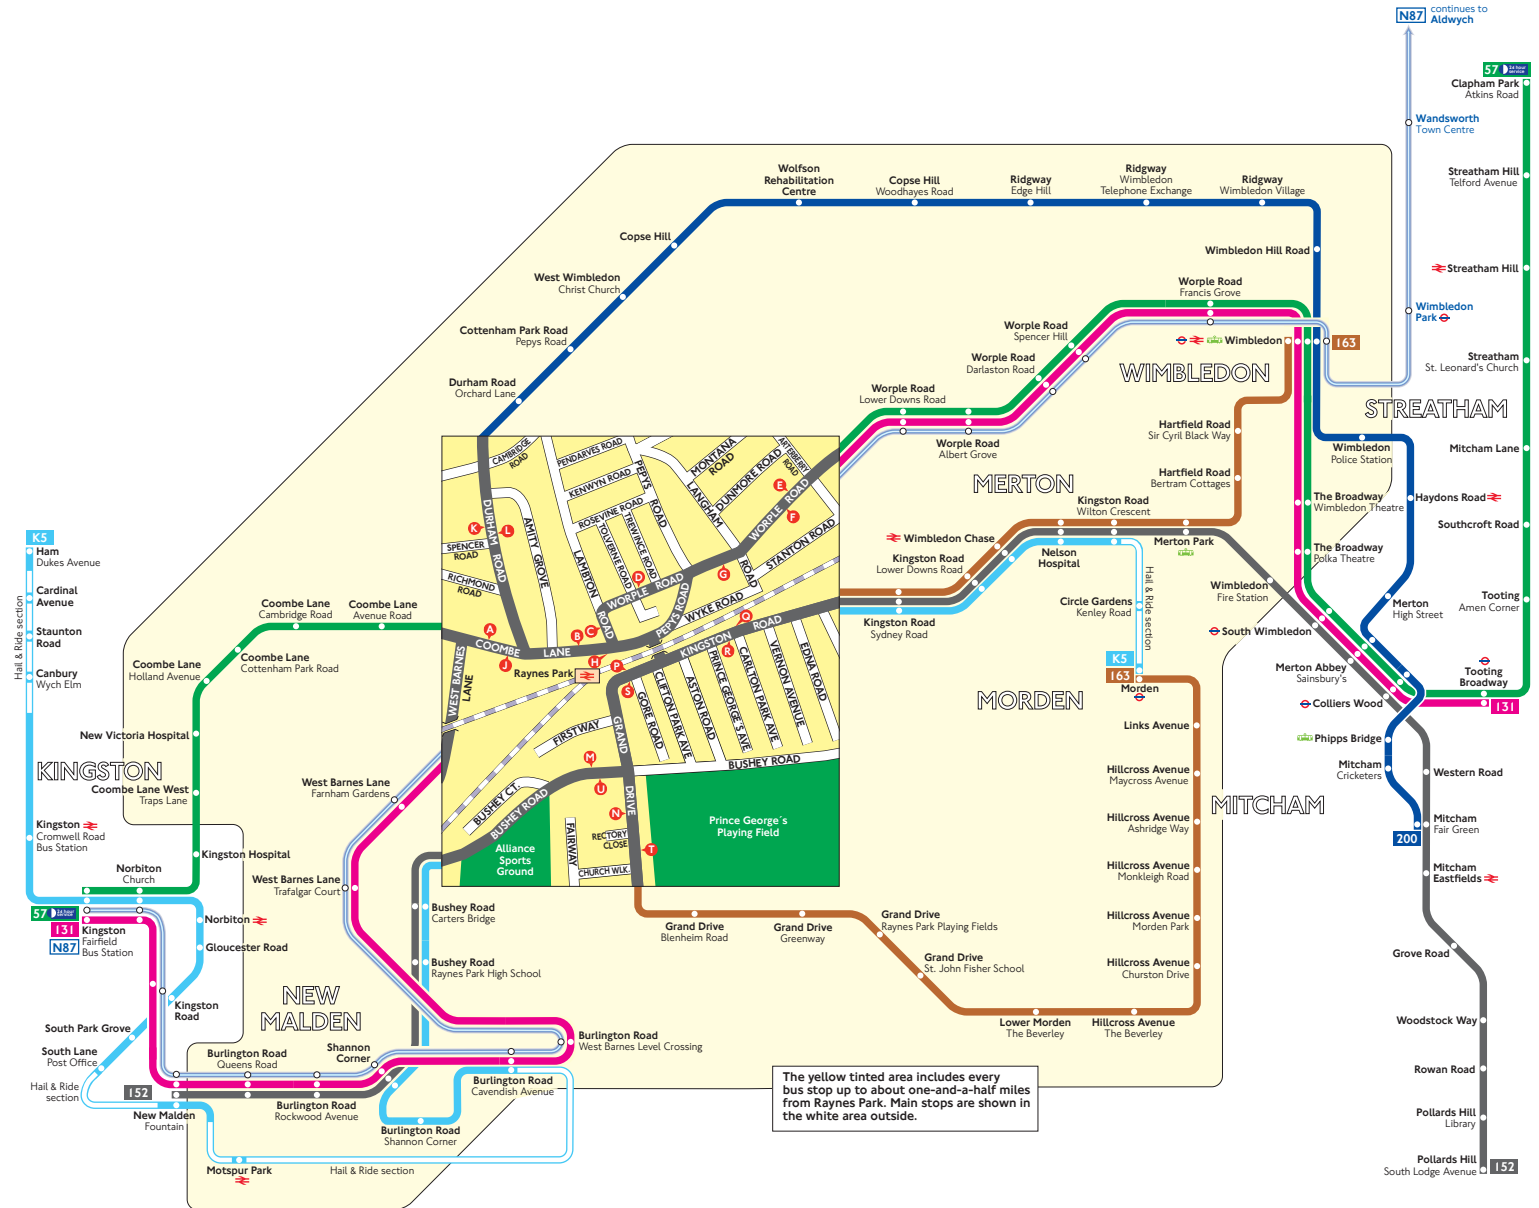 N87
continues to
Aldwych
57
24 hour
service
Clapham Park
Atkins Road
Wandsworth
Town Centre
Streatham Hill
Telford Avenue
Streatham Hill
Wimbledon
Park
Streatham
St. Leonard's Church
STREATHAM
Mitcham Lane
Southcroft Road
Tooting
Amen Corner
Tooting
Broadway
131
Wolfson
Rehabilitation
Centre
Copse Hill
Woodhayes Road
Ridgway
Edge Hill
Ridgway
Wimbledon
Telephone Exchange
Ridgway
Wimbledon Village
Copse Hill
Wimbledon Hill Road
West Wimbledon
Christ Church
Cottenham Park Road
Pepys Road
Durham Road
Orchard Lane
Worple Road
Francis Grove
Worple Road
Spencer Hill
Worple Road
Darlaston Road
Worple Road
Lower Downs Road
Worple Road
Albert Grove
Wimbledon
163
WIMBLEDON
Hartfield Road
Sir Cyril Black Way
Hartfield Road
Bertram Cottages
Wimbledon
Police Station
Haydons Road
The Broadway
Wimbledon Theatre
The Broadway
Polka Theatre
MERTON
Kingston Road
Wilton Crescent
Wimbledon Chase
Kingston Road
Lower Downs Road
Nelson
Hospital
Merton Park
Kingston Road
Sydney Road
Circle Gardens
Kenley Road
Hail & Ride section
Wimbledon
Fire Station
Merton
High Street
South Wimbledon
Merton Abbey
Sainsbury's
Colliers Wood
K5
163
Morden
MORDEN
Phipps Bridge
Mitcham
Cricketers
MITCHAM
200
Western Road
Mitcham
Fair Green
Mitcham
Eastfields
Grove Road
Woodstock Way
Rowan Road
Pollards Hill
Library
Pollards Hill
South Lodge Avenue
152
Links Avenue
Hillcross Avenue
Maycross Avenue
Hillcross Avenue
Ashridge Way
Hillcross Avenue
Monkleigh Road
Hillcross Avenue
Morden Park
Hillcross Avenue
Churston Drive
Hillcross Avenue
The Beverley
Lower Morden
The Beverley
Grand Drive
St. John Fisher School
Grand Drive
Raynes Park Playing Fields
Grand Drive
Greenway
Grand Drive
Blenheim Road
CAMBRIDGE
ROAD
PENDARVES ROAD
KENWYN ROAD
ROSEVINE ROAD
PEPYS
ROAD
MONTANA
ROAD
DUNMORE ROAD
ARTERBERRY
ROAD
LANGHAM
ROAD
WORPLE ROAD
STANTON ROAD
DURHAM ROAD
AMITY GROVE
LAMBTON
ROAD
TOLVERNE ROAD
TREWINCE ROAD
SPENCER
ROAD
RICHMOND
ROAD
WORPLE ROAD
PEPYS ROAD
WYKE ROAD
COOMBE LANE
KINGSTON ROAD
WEST BARNES
LANE
Raynes Park
GORE ROAD
CLIFTON PARK AVE
ASTON ROAD
PRINCE GEORGE'S AVE
CARLTON PARK AVE
VERNON AVENUE
EDNA ROAD
FIRSTWAY
GRAND
DRIVE
BUSHEY ROAD
BUSHEY CT.
BUSHEY ROAD
FAIRWAY
RECTORY
CLOSE
CHURCH WLK.
Alliance
Sports
Ground
Prince George's
Playing Field
A
B
C
D
E
F
G
H
J
K
L
M
N
P
Q
R
S
T
U
K5
Ham
Dukes Avenue
Cardinal
Avenue
Staunton
Road
Canbury
Wych Elm
Hail & Ride section
KINGSTON
Kingston
Cromwell Road
Bus Station
Coombe Lane
Cambridge Road
Coombe Lane
Avenue Road
Coombe Lane
Holland Avenue
Coombe Lane
Cottenham Park Road
New Victoria Hospital
Coombe Lane West
Traps Lane
Kingston Hospital
Norbiton
Church
57
24 hour
service
131
N87
Kingston
Fairfield
Bus Station
Norbiton
Gloucester Road
Kingston
Road
South Park Grove
South Lane
Post Office
Hail & Ride
section
152
New Malden
Fountain
Motspur Park
Hail & Ride section
NEW
MALDEN
Burlington Road
Queens Road
Shannon
Corner
Burlington Road
Rockwood Avenue
Burlington Road
Shannon Corner
Burlington Road
Cavendish Avenue
Burlington Road
West Barnes Level Crossing
West Barnes Lane
Farnham Gardens
West Barnes Lane
Trafalgar Court
Bushey Road
Carters Bridge
Bushey Road
Raynes Park High School
The yellow tinted area includes every
bus stop up to about one-and-a-half miles
from Raynes Park. Main stops are shown in
the white area outside.